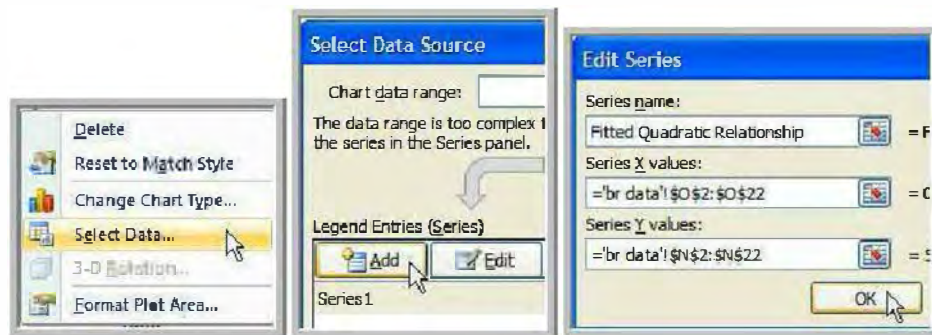 Delete
Reset to Match Style
Change Chart Type...
Select Data...
3-D Rotation...
Format Plot Area...
Select Data Source
Chart data range:
The data range is too complex t
the series in the Series panel.
Legend Entries (Series)
Add
Edit
Series1
Edit Series
Series name:
Fitted Quadratic Relationship
= F
Series X values:
='br data'!$O$2:$O$22
Series Y values:
='br data'!$N$2:$N$22
OK